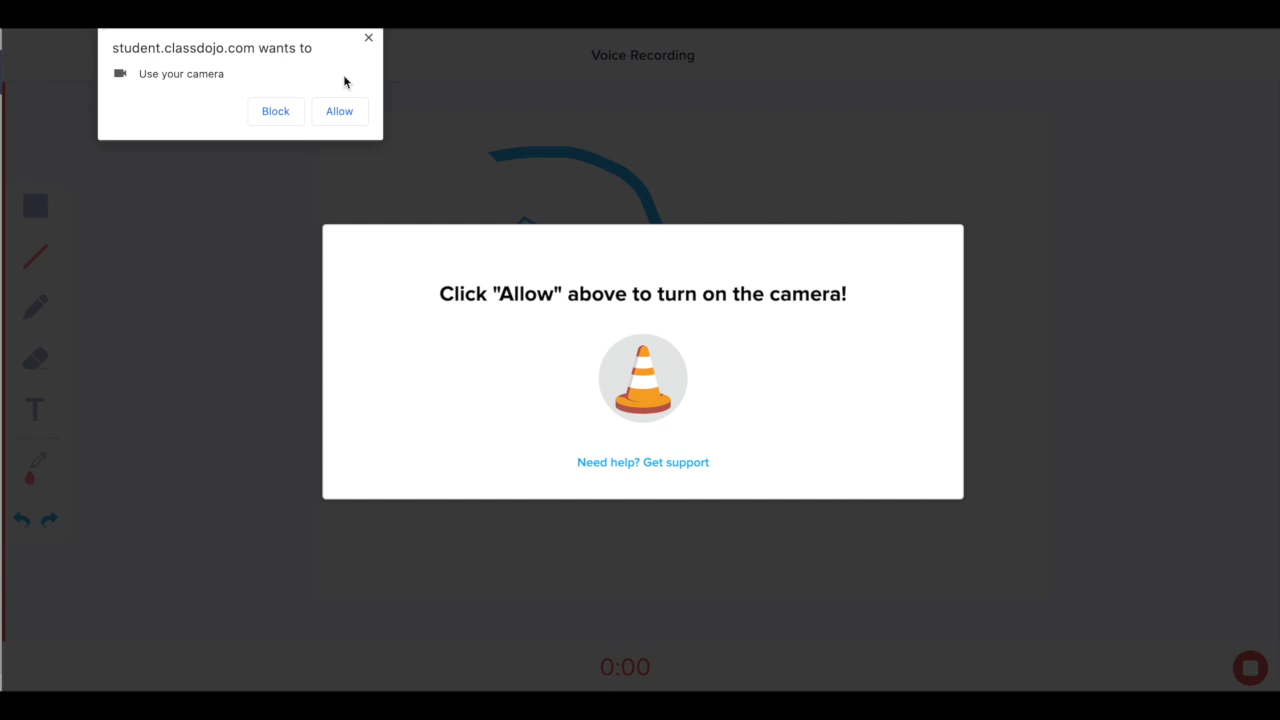 student.classdojo.com wants to
Use your camera
Block
Allow
Voice Recording
Click "Allow" above to turn on the camera!
Need help? Get support
T
0:00